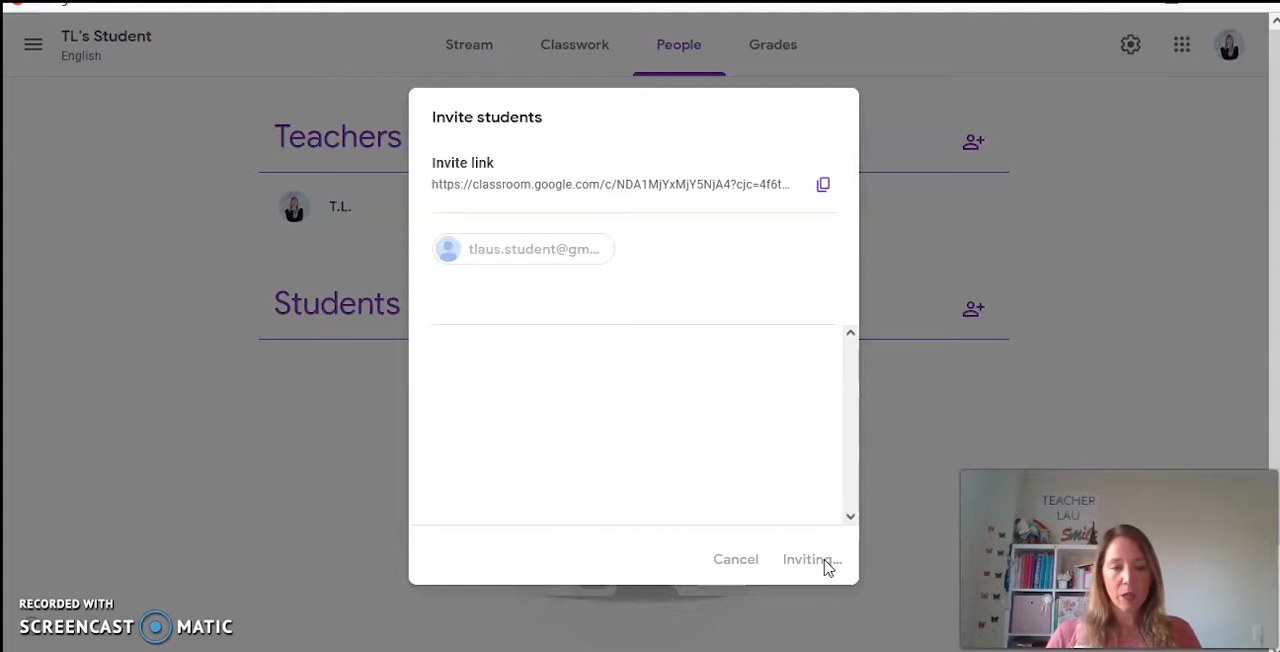 TL's Student
English
Stream
Classwork
People
Grades
Invite students
Teachers
Invite link
https://classroom.google.com/c/NDA1MjYxMjY5NjA4?cjc=4f6t...
T.L.
tlaus.student@gm...
Students
Cancel
Inviting...
TEACHER
LAU
Smile
RECORDED WITH
SCREENCAST MATIC